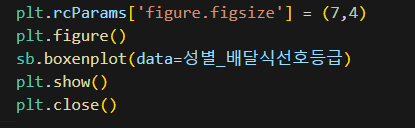 plt.rcParams['figure.figsize'] = (7,4)
plt.figure()
sb.boxenplot(data=성별_배달식선호등급)
plt.show()
plt.close()